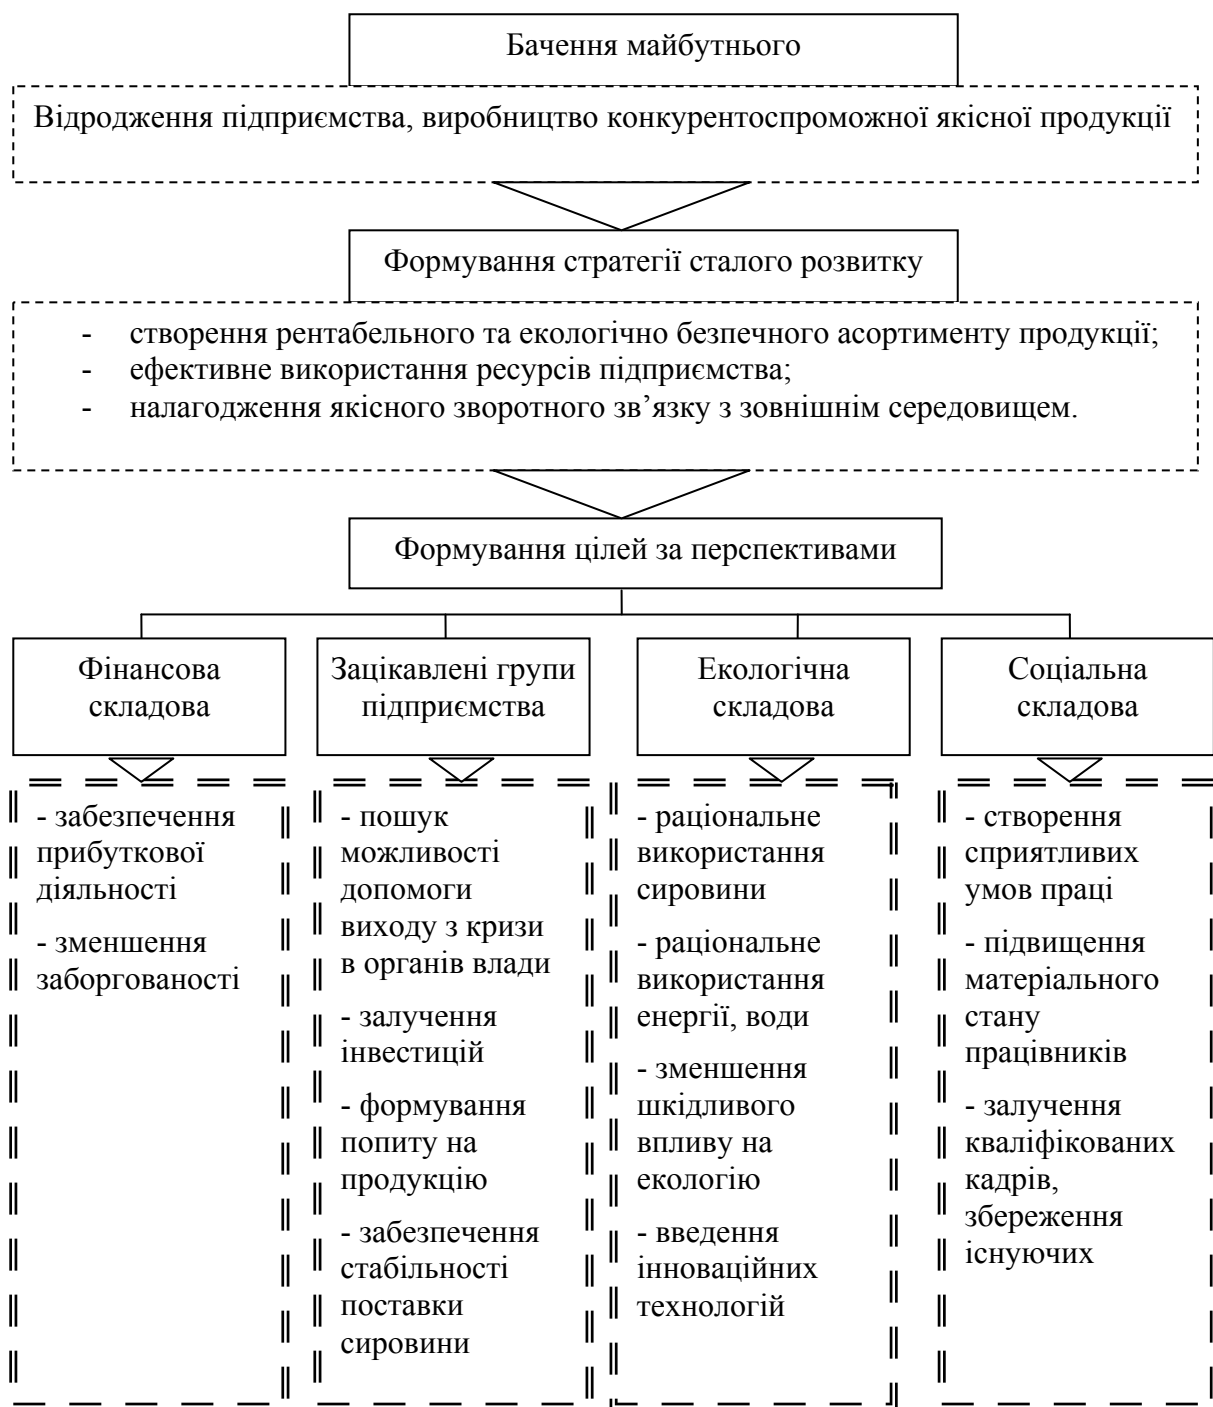 Бачення майбутнього
Відродження підприємства, виробництво конкурентоспроможної якісної продукції
Формування стратегії сталого розвитку
- створення рентабельного та екологічно безпечного асортименту продукції;
- ефективне використання ресурсів підприємства;
- налагодження якісного зворотного зв’язку з зовнішнім середовищем.
Формування цілей за перспективами
Фінансова
складова
Зацікавлені групи
підприємства
Екологічна
складова
Соціальна
складова
- забезпечення
прибуткової
діяльності
- зменшення
заборгованості
- пошук
можливості
допомоги
виходу з кризи
в органів влади
- залучення
інвестицій
- формування
попиту на
продукцію
- забезпечення
стабільності
поставки
сировини
- раціональне
використання
сировини
- раціональне
використання
енергії, води
- зменшення
шкідливого
впливу на
екологію
- введення
інноваційних
технологій
- створення
сприятливих
умов праці
- підвищення
матеріального
стану
працівників
- залучення
кваліфікованих
кадрів,
збереження
існуючих